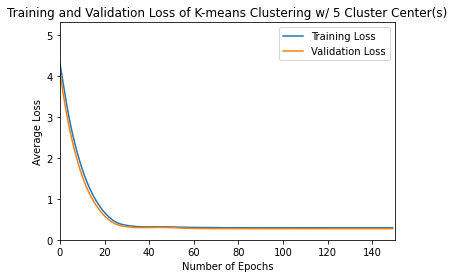 Training and Validation Loss of K-means Clustering w/ 5 Cluster Center(s)
Training Loss
Validation Loss
Average Loss
5
4
3
2
1
0
0 20 40 60 80 100 120 140
Number of Epochs